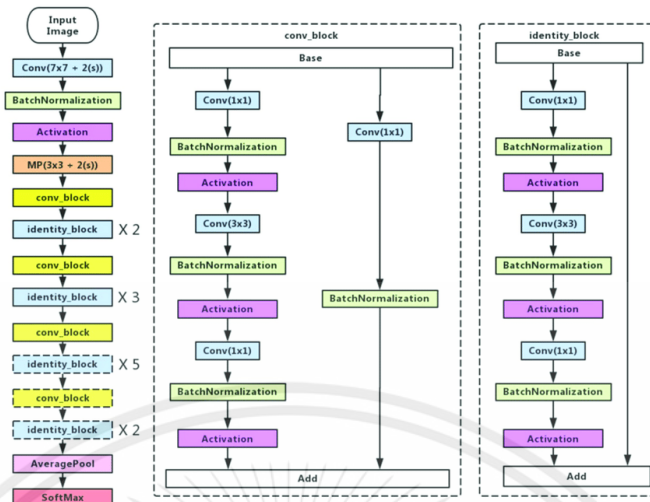 Input
Image
Conv(7x7 + 2(s))
BatchNormalization
Activation
MP(3x3 + 2(s))
conv_block
identity_block X 2
conv_block
identity_block X 3
conv_block
identity_block X 5
conv_block
identity_block X 2
AveragePool
SoftMax
conv_block
Base
Conv(1x1)
BatchNormalization
Activation
Conv(3x3)
BatchNormalization
Activation
Conv(1x1)
BatchNormalization
Activation
Conv(1x1)
BatchNormalization
Add
identity_block
Base
Conv(1x1)
BatchNormalization
Activation
Conv(3x3)
BatchNormalization
Activation
Conv(1x1)
BatchNormalization
Activation
Add